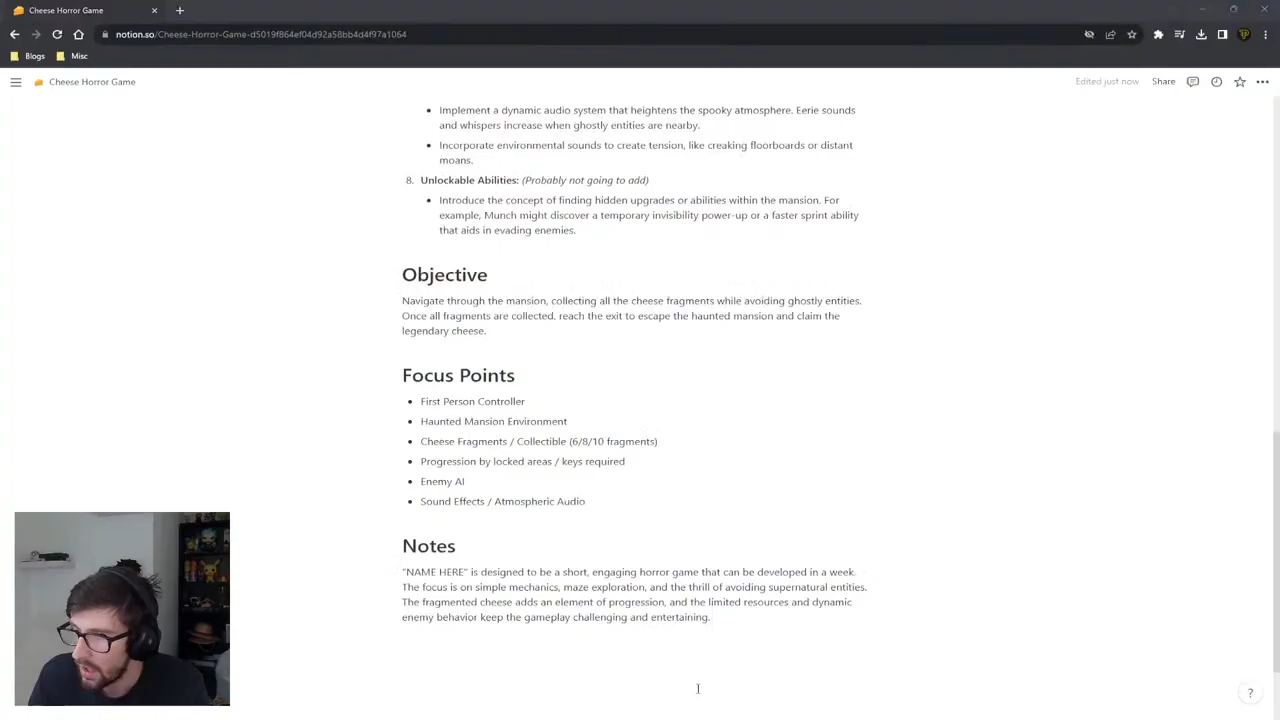 Cheese Horror Game
notion.so/Cheese-Horror-Game-d5019f864ef04d92a58bb4d4f97a1064
Blogs
Misc
Cheese Horror Game
Edited just now
Share
• Implement a dynamic audio system that heightens the spooky atmosphere. Eerie sounds
and whispers increase when ghostly entities are nearby.
• Incorporate environmental sounds to create tension, like creaking floorboards or distant
moans.
8. Unlockable Abilities: (Probably not going to add)
• Introduce the concept of finding hidden upgrades or abilities within the mansion. For
example, Munch might discover a temporary invisibility power-up or a faster sprint ability
that aids in evading enemies.
Objective
Navigate through the mansion, collecting all the cheese fragments while avoiding ghostly entities.
Once all fragments are collected, reach the exit to escape the haunted mansion and claim the
legendary cheese.
Focus Points
• First Person Controller
• Haunted Mansion Environment
• Cheese Fragments / Collectible (6/8/10 fragments)
• Progression by locked areas / keys required
• Enemy AI
• Sound Effects / Atmospheric Audio
Notes
"NAME HERE" is designed to be a short, engaging horror game that can be developed in a week.
The focus is on simple mechanics, maze exploration, and the thrill of avoiding supernatural entities.
The fragmented cheese adds an element of progression, and the limited resources and dynamic
enemy behavior keep the gameplay challenging and entertaining.
?